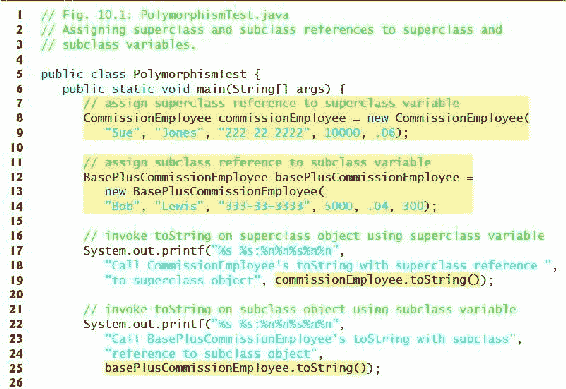 1 // Fig. 10.1: PolymorphismTest.java
2 // Assigning superclass and subclass references to superclass and
3 // subclass variables.
4
5 public class PolymorphismTest {
6 public static void main(String[] args) {
7 // assign superclass reference to superclass variable
8 CommissionEmployee commissionEmployee = new CommissionEmployee(
9 "Sue", "Jones", "222-22-2222", 10000, .06);
10
11 // assign subclass reference to subclass variable
12 BasePlusCommissionEmployee basePlusCommissionEmployee =
13 new BasePlusCommissionEmployee(
14 "Bob", "Lewis", "333-33-3333", 5000, .04, 300);
15
16 // invoke toString on superclass object using superclass variable
17 System.out.printf("%s %s:%n%n%s%n%n",
18 "Call CommissionEmployee's toString with superclass reference ",
19 "to superclass object", commissionEmployee.toString());
20
21 // invoke toString on subclass object using subclass variable
22 System.out.printf("%s %s:%n%n%s%n%n",
23 "Call BasePlusCommissionEmployee's toString with subclass",
24 "reference to subclass object",
25 basePlusCommissionEmployee.toString());
26